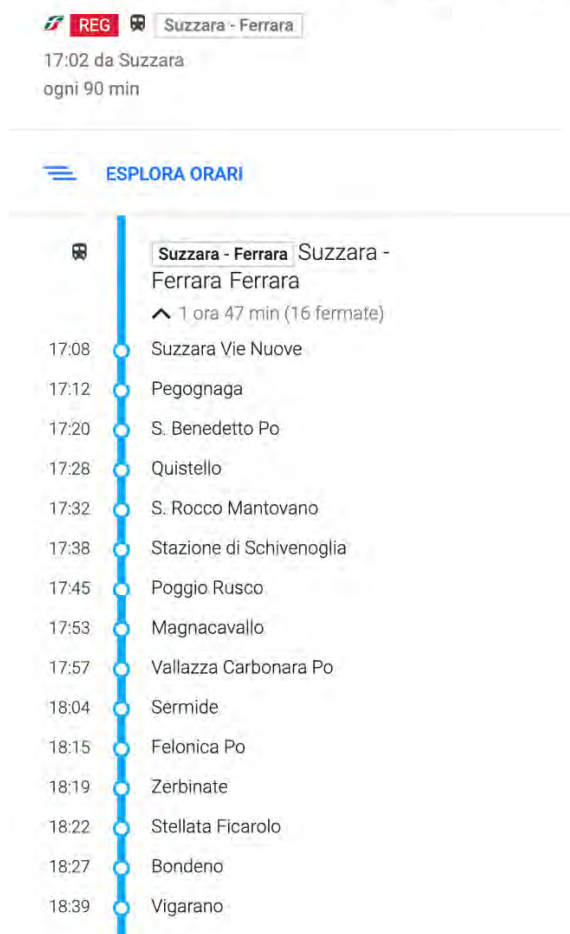 REG Suzzara - Ferrara
17:02 da Suzzara
ogni 90 min
ESPLORA ORARI
Suzzara - Ferrara Suzzara -
Ferrara Ferrara
1 ora 47 min (16 fermate)
17:08 Suzzara Vie Nuove
17:12 Pegognaga
17:20 S. Benedetto Po
17:28 Quistello
17:32 S. Rocco Mantovano
17:38 Stazione di Schivenoglia
17:45 Poggio Rusco
17:53 Magnacavallo
17:57 Vallazza Carbonara Po
18:04 Sermide
18:15 Felonica Po
18:19 Zerbinate
18:22 Stellata Ficarolo
18:27 Bondeno
18:39 Vigarano